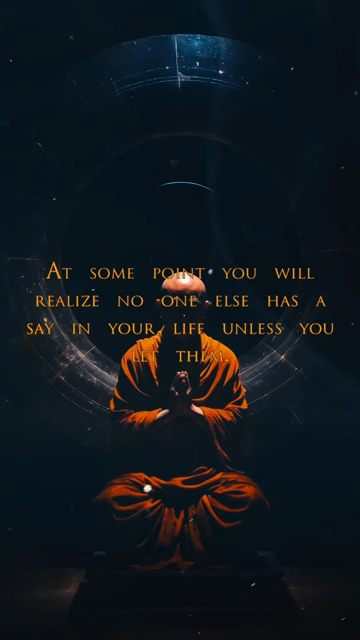 At some point you will
realize no one else has a
say in your life unless you
let them.